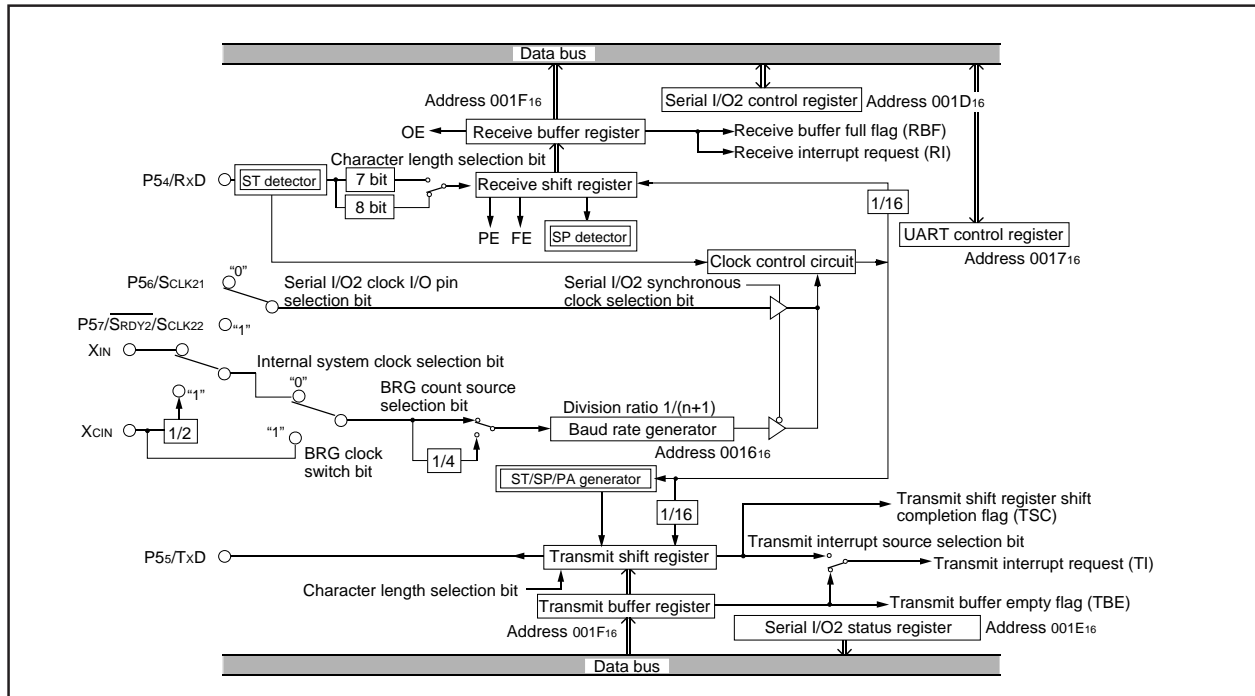 Data bus
Address 001F16
Serial I/O2 control register
Address 001D16
OE
Receive buffer register
Receive buffer full flag (RBF)
Receive interrupt request (RI)
Character length selection bit
P54/RXD
ST detector
7 bit
8 bit
Receive shift register
1/16
PE
FE
SP detector
UART control register
Address 001716
Clock control circuit
P56/SCLK21
“0”
Serial I/O2 clock I/O pin
selection bit
Serial I/O2 synchronous
clock selection bit
P57/SRDY2/SCLK22
“1”
XIN
Internal system clock selection bit
“0”
“1”
BRG count source
selection bit
Division ratio 1/(n+1)
Baud rate generator
Address 001616
XCIN
1/2
“1”
BRG clock
switch bit
1/4
ST/SP/PA generator
1/16
Transmit shift register shift
completion flag (TSC)
Transmit interrupt source selection bit
P55/TXD
Transmit shift register
Transmit interrupt request (TI)
Character length selection bit
Transmit buffer register
Transmit buffer empty flag (TBE)
Address 001F16
Serial I/O2 status register
Address 001E16
Data bus